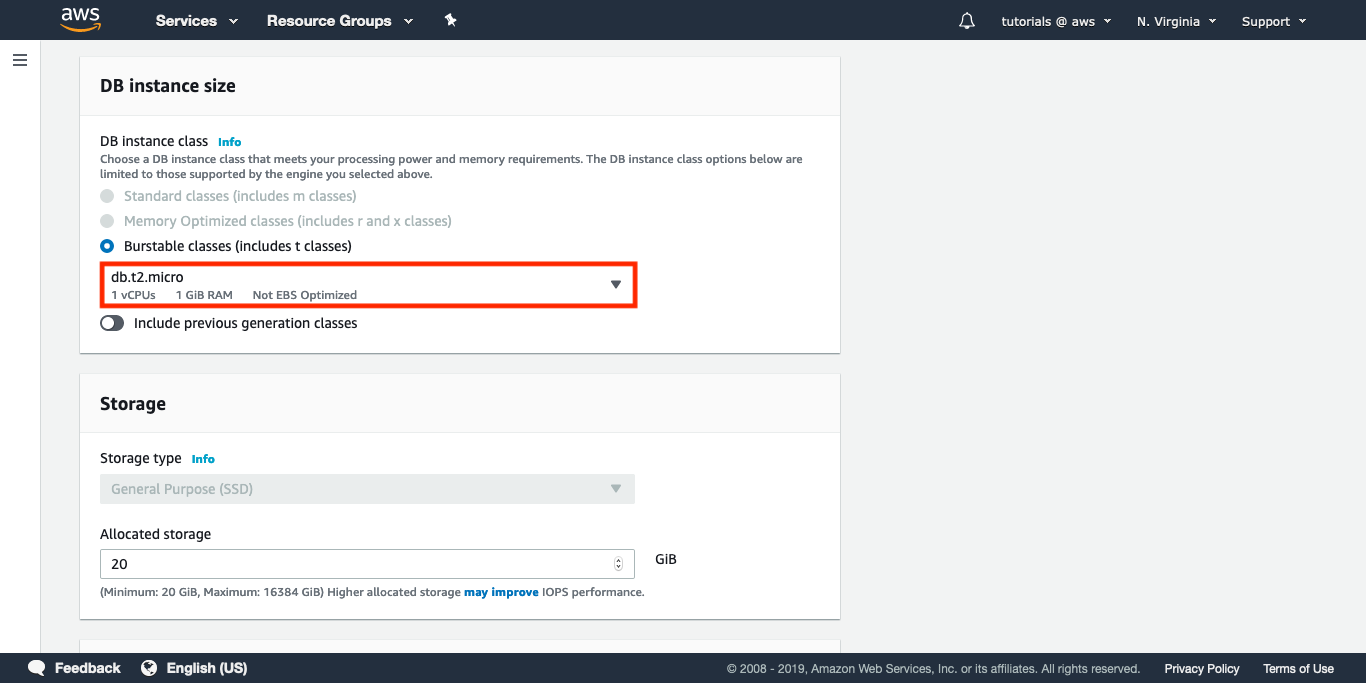 aws
Services
Resource Groups
tutorials @ aws
N. Virginia
Support
DB instance size
DB instance class Info
Choose a DB instance class that meets your processing power and memory requirements. The DB instance class options below are
limited to those supported by the engine you selected above.
Standard classes (includes m classes)
Memory Optimized classes (includes r and x classes)
Burstable classes (includes t classes)
db.t2.micro
1 vCPUs 1 GiB RAM Not EBS Optimized
Include previous generation classes
Storage
Storage type Info
General Purpose (SSD)
Allocated storage
20
GiB
(Minimum: 20 GiB, Maximum: 16384 GiB) Higher allocated storage may improve IOPS performance.
Feedback
English (US)
© 2008 - 2019, Amazon Web Services, Inc. or its affiliates. All rights reserved.
Privacy Policy
Terms of Use